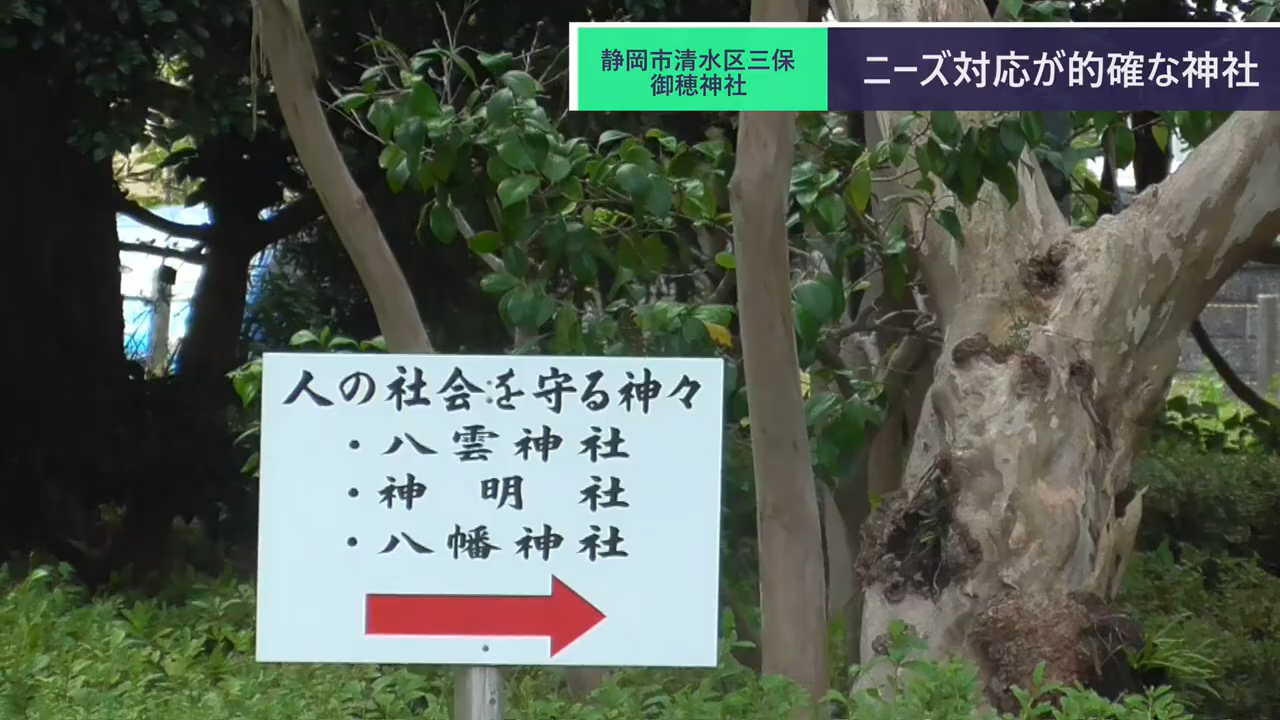 静岡市清水区三保
御穂神社
ニーズ対応が的確な神社
人の社会を守る神々
・八雲神社
・神明社
・八幡神社